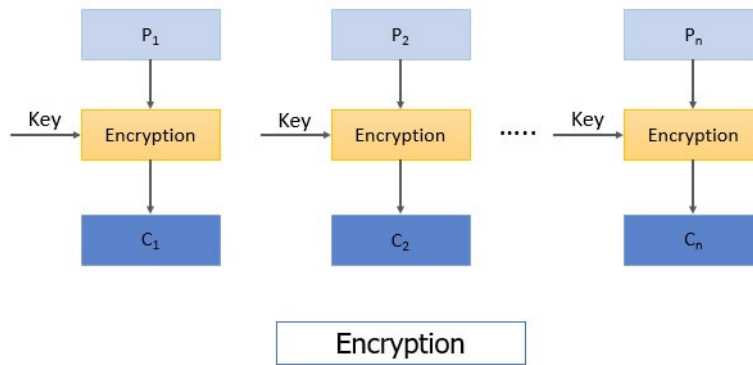 P₁ P₂ Pₙ
Key Encryption Key Encryption ..... Key Encryption
C₁ C₂ Cₙ
Encryption